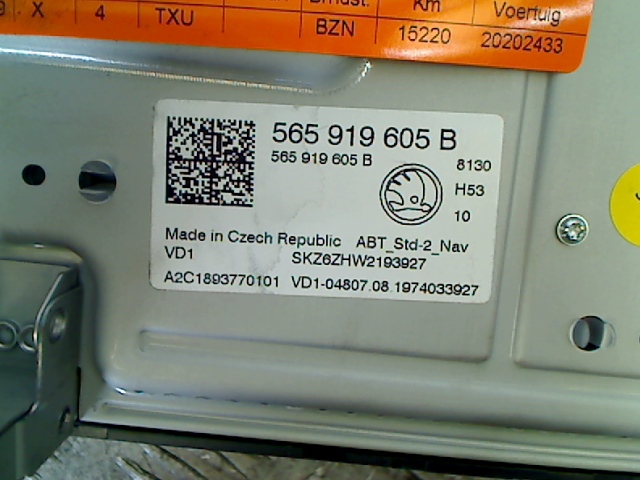 Km Voertuig
X 4 TXU BZN 15220 20202433
565 919 605 B
565 919 605 B
8130
H53
10
Made in Czech Republic ABT_Std-2_Nav
VD1 SKZ6ZHW2193927
A2C1893770101 VD1-04807.08.1974033927